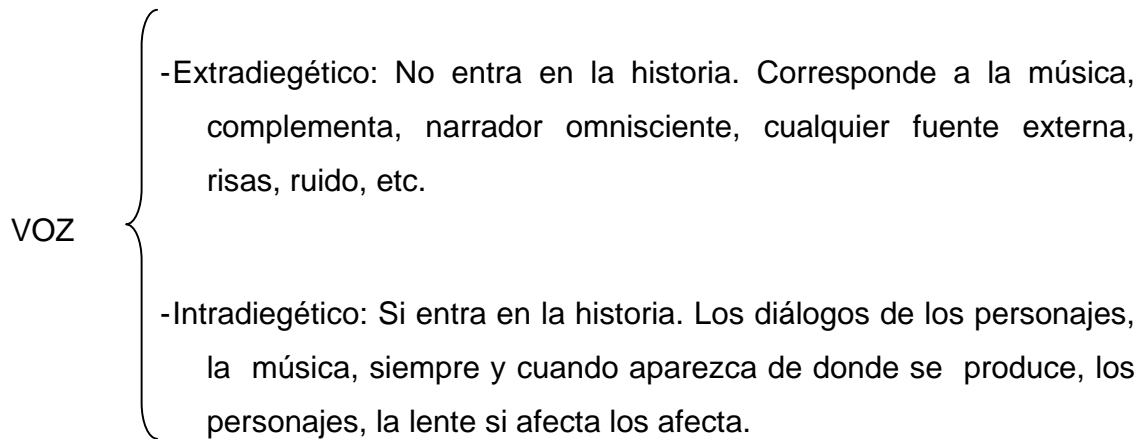 -Extradiegético: No entra en la historia. Corresponde a la música,
complementa, narrador omnisciente, cualquier fuente externa,
risas, ruido, etc.
VOZ
-Intradiegético: Si entra en la historia. Los diálogos de los personajes,
la música, siempre y cuando aparezca de donde se produce, los
personajes, la lente si afecta los afecta.